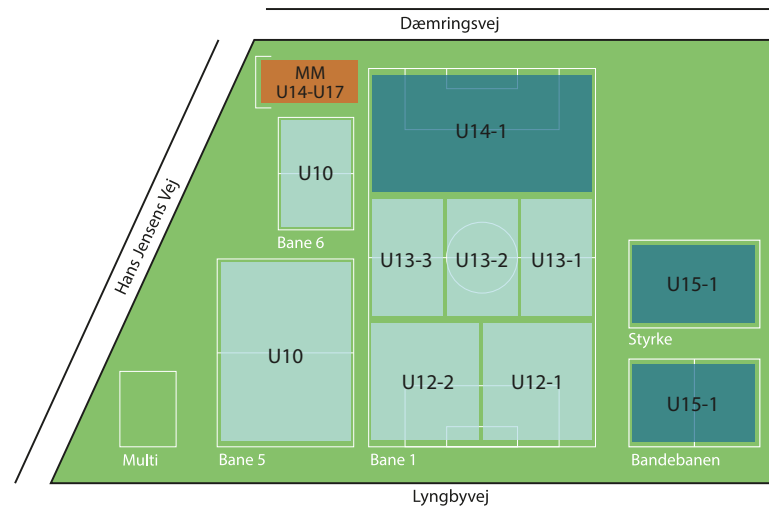 Dæmringsvej
MM
U14-U17
U14-1
U10
Bane 6
Hans Jensens Vej
U13-3
U13-2
U13-1
U15-1
Styrke
U10
U12-2
U12-1
U15-1
Multi
Bane 5
Bane 1
Bandebanen
Lyngbyvej